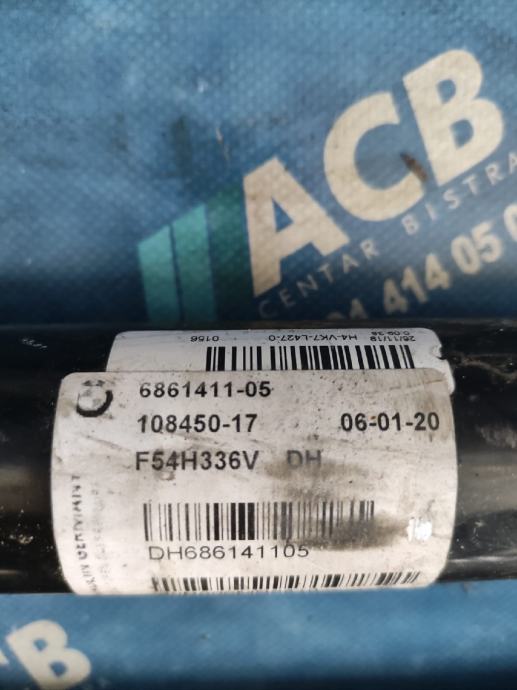 ACB
CENTAR BISTRA
414 05 0
26/11/19
H4-VK7-L427-0
0156
6861411-05
108450-17 06-01-20
F54H336V DH
DH686141105
B